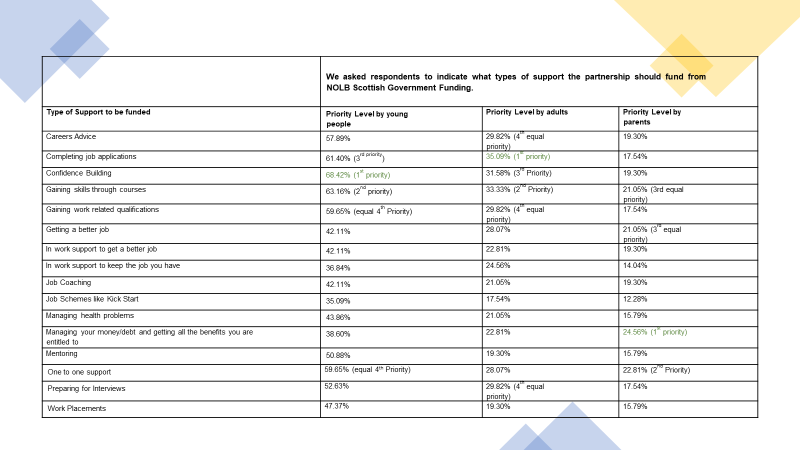 We asked respondents to indicate what types of support the partnership should fund from
NOLB Scottish Government Funding.
Type of Support to be funded
Priority Level by young
people
Priority Level by adults
Priority Level by
parents
Careers Advice
57.89%
29.82% (4th equal
priority)
19.30%
Completing job applications
61.40% (3rd priority)
35.09% (1st priority)
17.54%
Confidence Building
68.42% (1st priority)
31.58% (3rd Priority)
19.30%
Gaining skills through courses
63.16% (2nd priority)
33.33% (2nd Priority)
21.05% (3rd equal
priority)
Gaining work related qualifications
59.65% (equal 4th Priority)
29.82% (4th equal
priority)
17.54%
Getting a better job
42.11%
28.07%
21.05% (3rd equal
priority)
In work support to get a better job
42.11%
22.81%
19.30%
In work support to keep the job you have
36.84%
24.56%
14.04%
Job Coaching
42.11%
21.05%
19.30%
Job Schemes like Kick Start
35.09%
17.54%
12.28%
Managing health problems
43.86%
21.05%
15.79%
Managing your money/debt and getting all the benefits you are
entitled to
38.60%
22.81%
24.56% (1st priority)
Mentoring
50.88%
19.30%
15.79%
One to one support
59.65% (equal 4th Priority)
28.07%
22.81% (2nd Priority)
Preparing for Interviews
52.63%
29.82% (4th equal
priority)
17.54%
Work Placements
47.37%
19.30%
15.79%